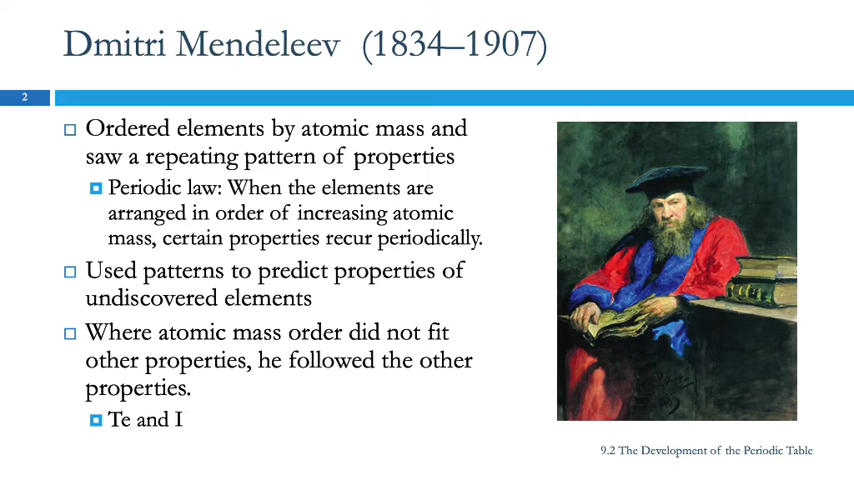 Dmitri Mendeleev (1834–1907)
2
Ordered elements by atomic mass and
saw a repeating pattern of properties
Periodic law: When the elements are
arranged in order of increasing atomic
mass, certain properties recur periodically.
Used patterns to predict properties of
undiscovered elements
Where atomic mass order did not fit
other properties, he followed the other
properties.
Te and I
9.2 The Development of the Periodic Table